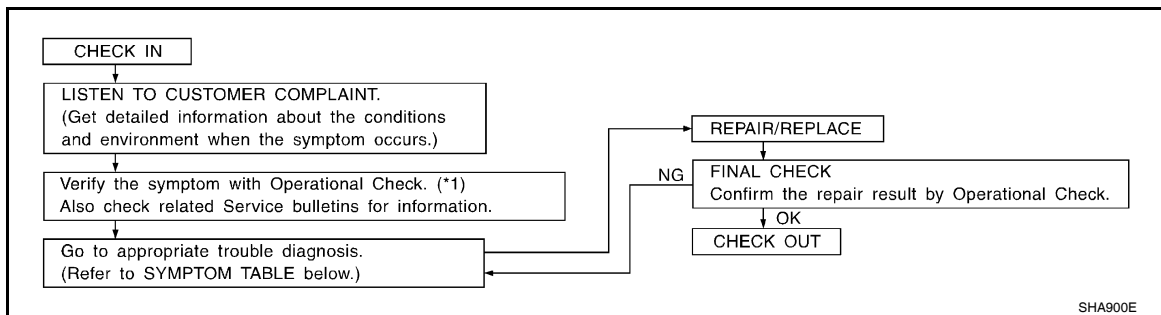 CHECK IN
LISTEN TO CUSTOMER COMPLAINT.
(Get detailed information about the conditions
and environment when the symptom occurs.)
Verify the symptom with Operational Check. (*1)
Also check related Service bulletins for information.
Go to appropriate trouble diagnosis.
(Refer to SYMPTOM TABLE below.)
REPAIR/REPLACE
NG
FINAL CHECK
Confirm the repair result by Operational Check.
OK
CHECK OUT
SHA900E